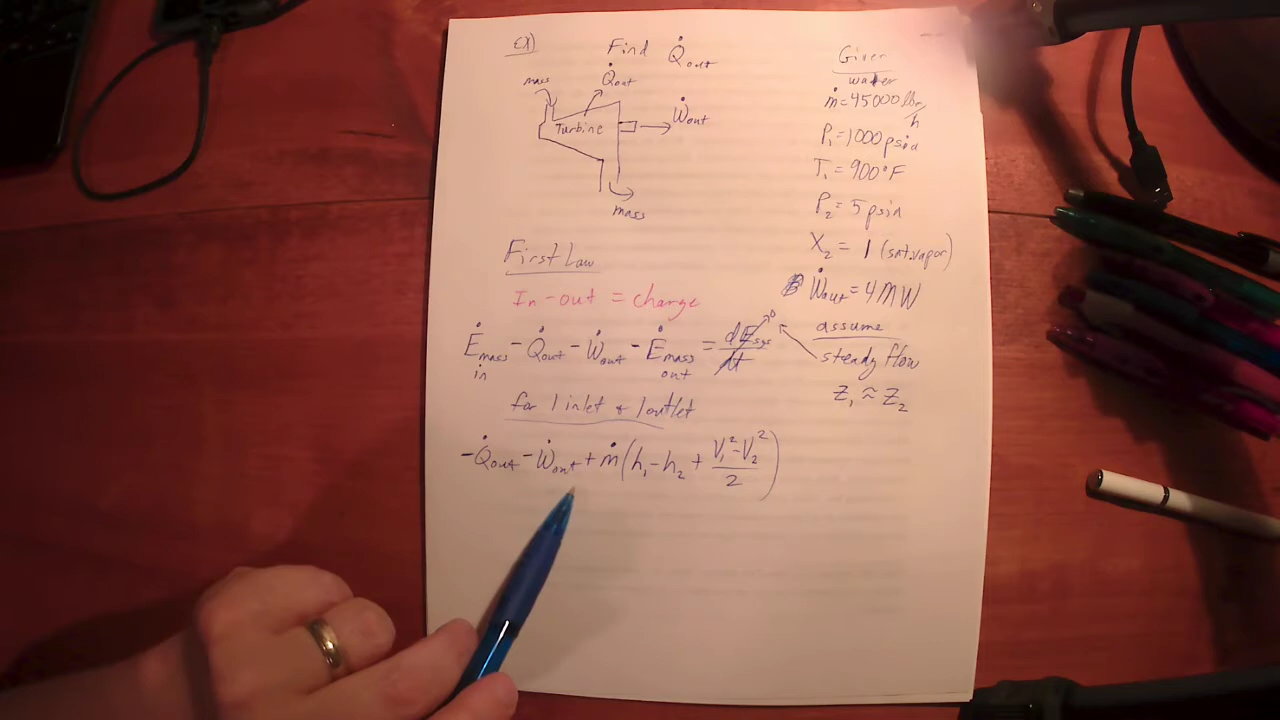 Ex) Find Q̇out
Given
water
ṁ = 45000 lbm/h
P₁ = 1000 psia
T₁ = 900°F
P₂ = 5 psia
X₂ = 1 (sat. vapor)
Ẇout = 4 MW
assume
steady flow
Z₁ ≈ Z₂
mass
Q̇out
Turbine
Ẇout
mass
First Law
In - out = change
Ėmass in - Q̇out - Ẇout - Ėmass out = dEsys/dt → 0
for 1 inlet & 1 outlet
-Q̇out - Ẇout + ṁ(h₁ - h₂ + (V₁² - V₂²)/2)